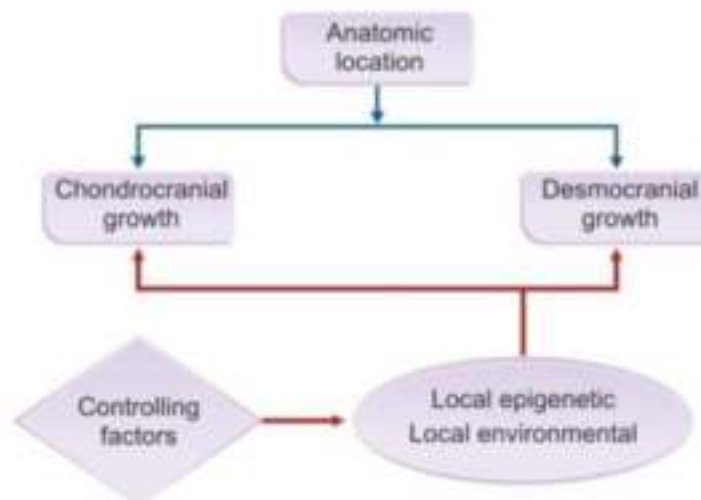 Anatomic
location
Chondrocranial
growth
Desmocranial
growth
Controlling
factors
Local epigenetic
Local environmental